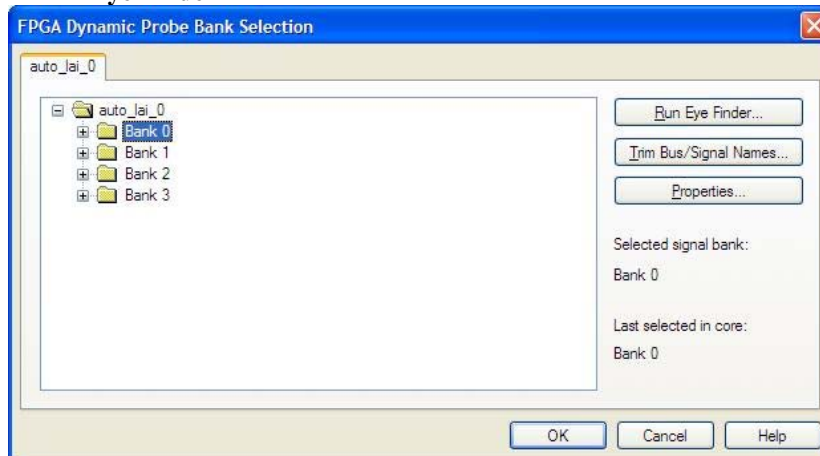 FPGA Dynamic Probe Bank Selection
auto_lai_0
auto_lai_0
Bank 0
Bank 1
Bank 2
Bank 3
Run Eye Finder...
Trim Bus/Signal Names...
Properties...
Selected signal bank:
Bank 0
Last selected in core:
Bank 0
OK
Cancel
Help